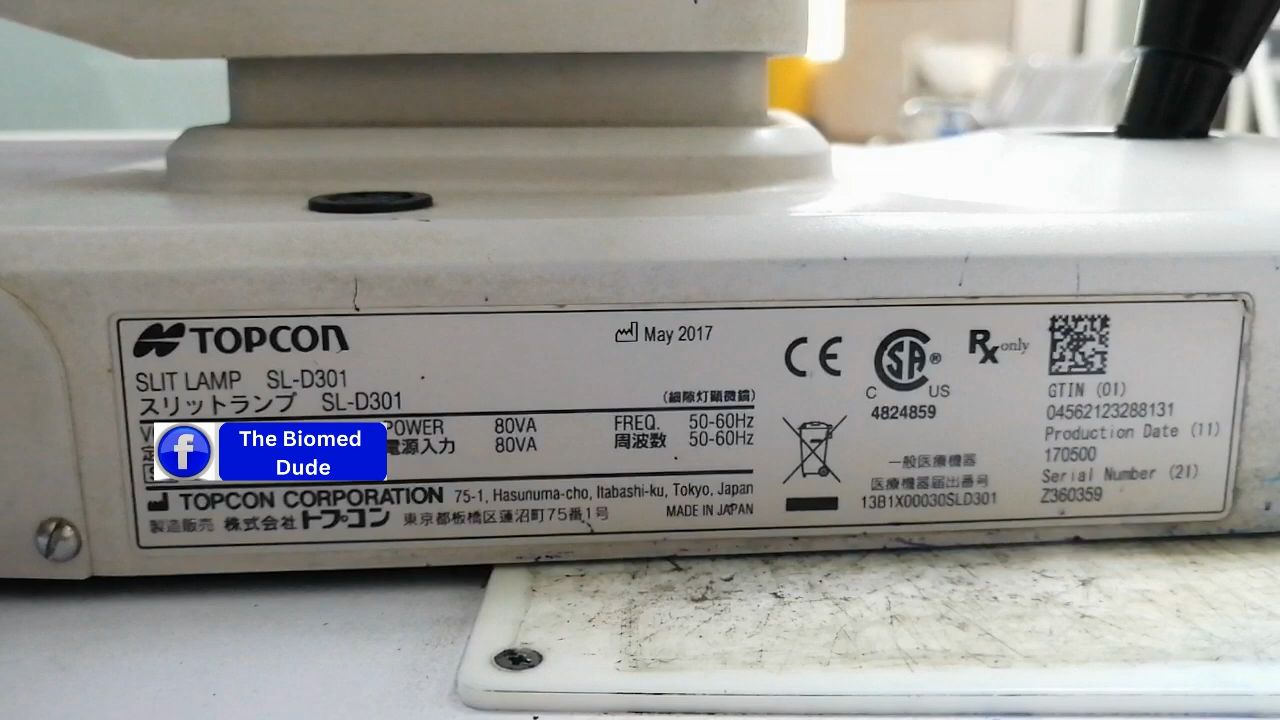 TOPCON
May 2017
SLIT LAMP SL-D301
スリットランプ SL-D301
(細隙灯顕微鏡)
POWER 80VA FREQ. 50-60Hz
電源入力 80VA 周波数 50-60Hz
The Biomed
Dude
TOPCON CORPORATION 75-1, Hasunuma-cho, Itabashi-ku, Tokyo, Japan
製造販売 株式会社トプコン 東京都板橋区蓮沼町75番1号
MADE IN JAPAN
CE
CSA®
C US
4824859
Rx only
一般医療機器
医療機器届出番号
13B1X00030SLD301
GTIN (01)
04562123288131
Production Date (11)
170500
Serial Number (21)
Z360359